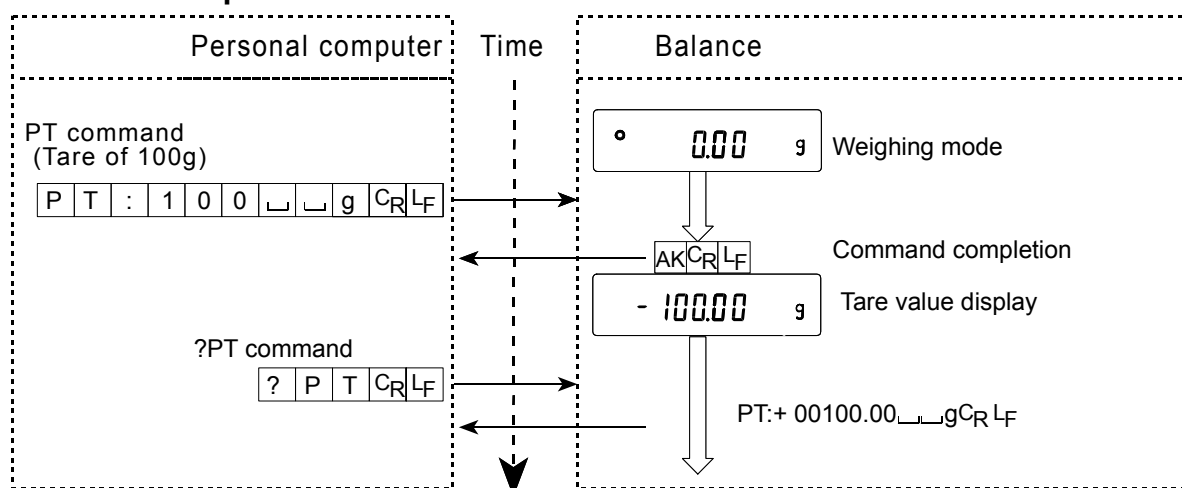 Personal computer Time Balance
PT command
(Tare of 100g)
0.00 g Weighing mode
P T : 1 0 0 ␣ ␣ g CR LF
AK CR LF Command completion
- 100.00 g Tare value display
?PT command
? P T CR LF
PT:+ 00100.00␣␣gCR LF